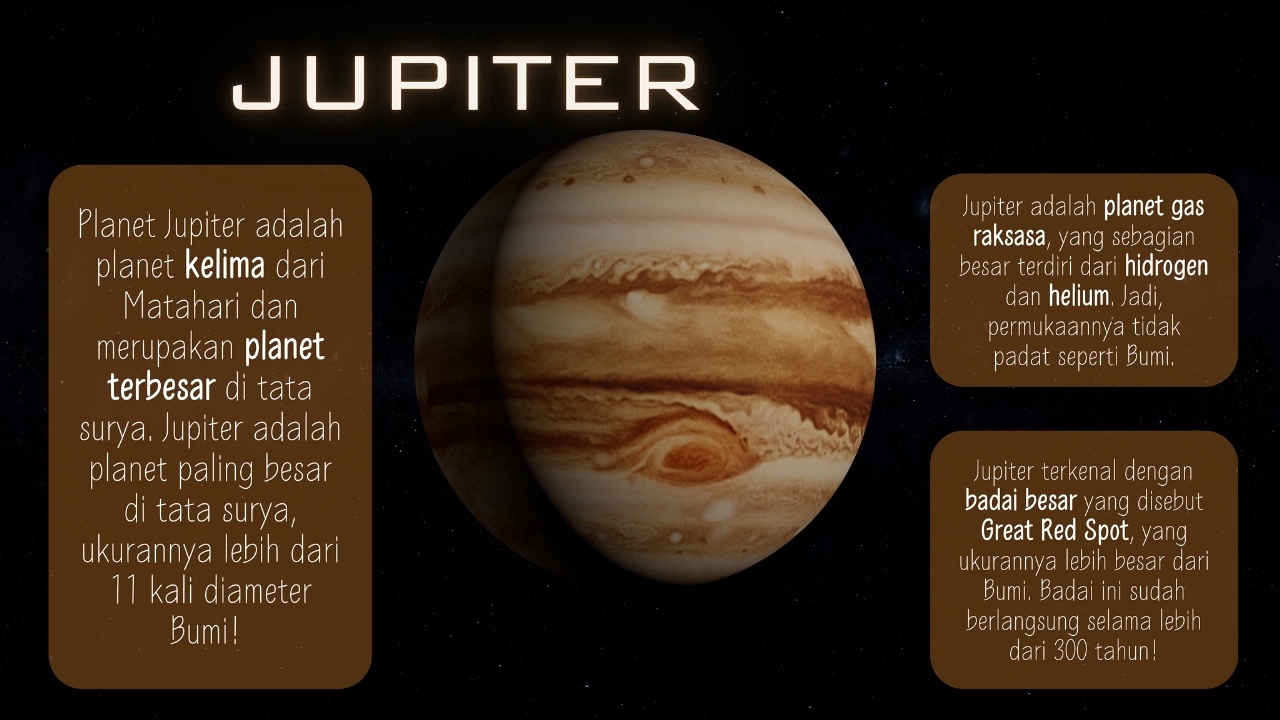 JUPITER
Planet Jupiter adalah
planet kelima dari
Matahari dan
merupakan planet
terbesar di tata
surya. Jupiter adalah
planet paling besar
di tata surya,
ukurannya lebih dari
11 kali diameter
Bumi!
Jupiter adalah planet gas
raksasa, yang sebagian
besar terdiri dari hidrogen
dan helium. Jadi,
permukaannya tidak
padat seperti Bumi.
Jupiter terkenal dengan
badai besar yang disebut
Great Red Spot, yang
ukurannya lebih besar dari
Bumi. Badai ini sudah
berlangsung selama lebih
dari 300 tahun!